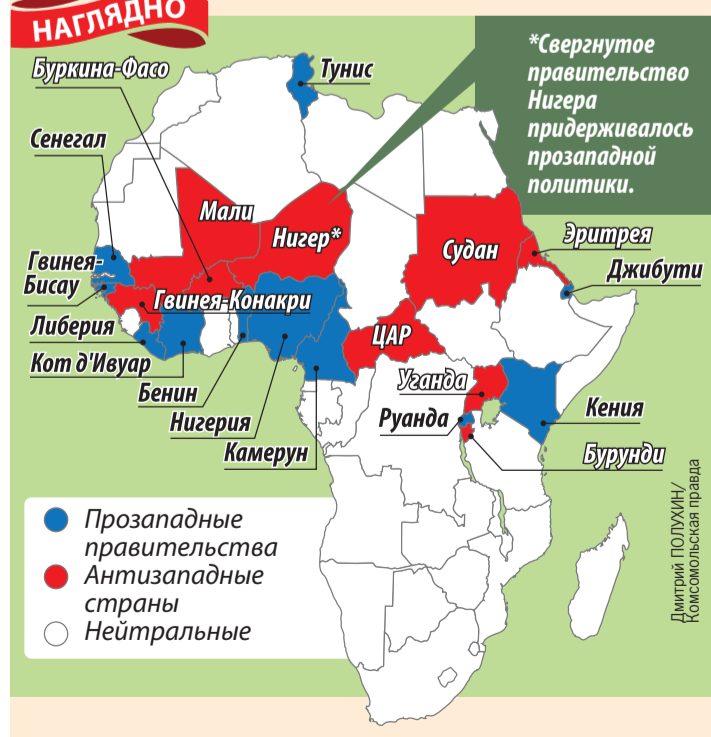 НАГЛЯДНО
*Свергнутое
правительство
Нигера
придерживалось
прозападной
политики.
Буркина-Фасо
Тунис
Сенегал
Мали
Нигер*
Судан
Эритрея
Джибути
Гвинея-
Бисау
Гвинея-Конакри
Либерия
ЦАР
Кот д'Ивуар
Уганда
Бенин
Руанда
Кения
Нигерия
Камерун
Бурунди
Прозападные
правительства
Антизападные
страны
Нейтральные
Дмитрий ПОЛУХИН/
Комсомольская правда